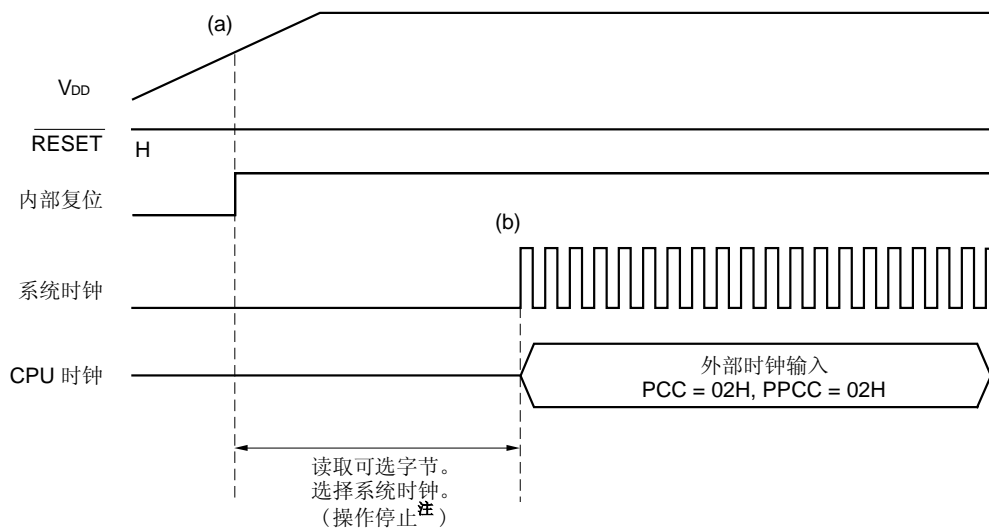 (a)
VDD
RESET
H
内部复位
(b)
系统时钟
CPU 时钟
外部时钟输入
PCC = 02H, PPCC = 02H
读取可选字节。
选择系统时钟。
（操作停止注）